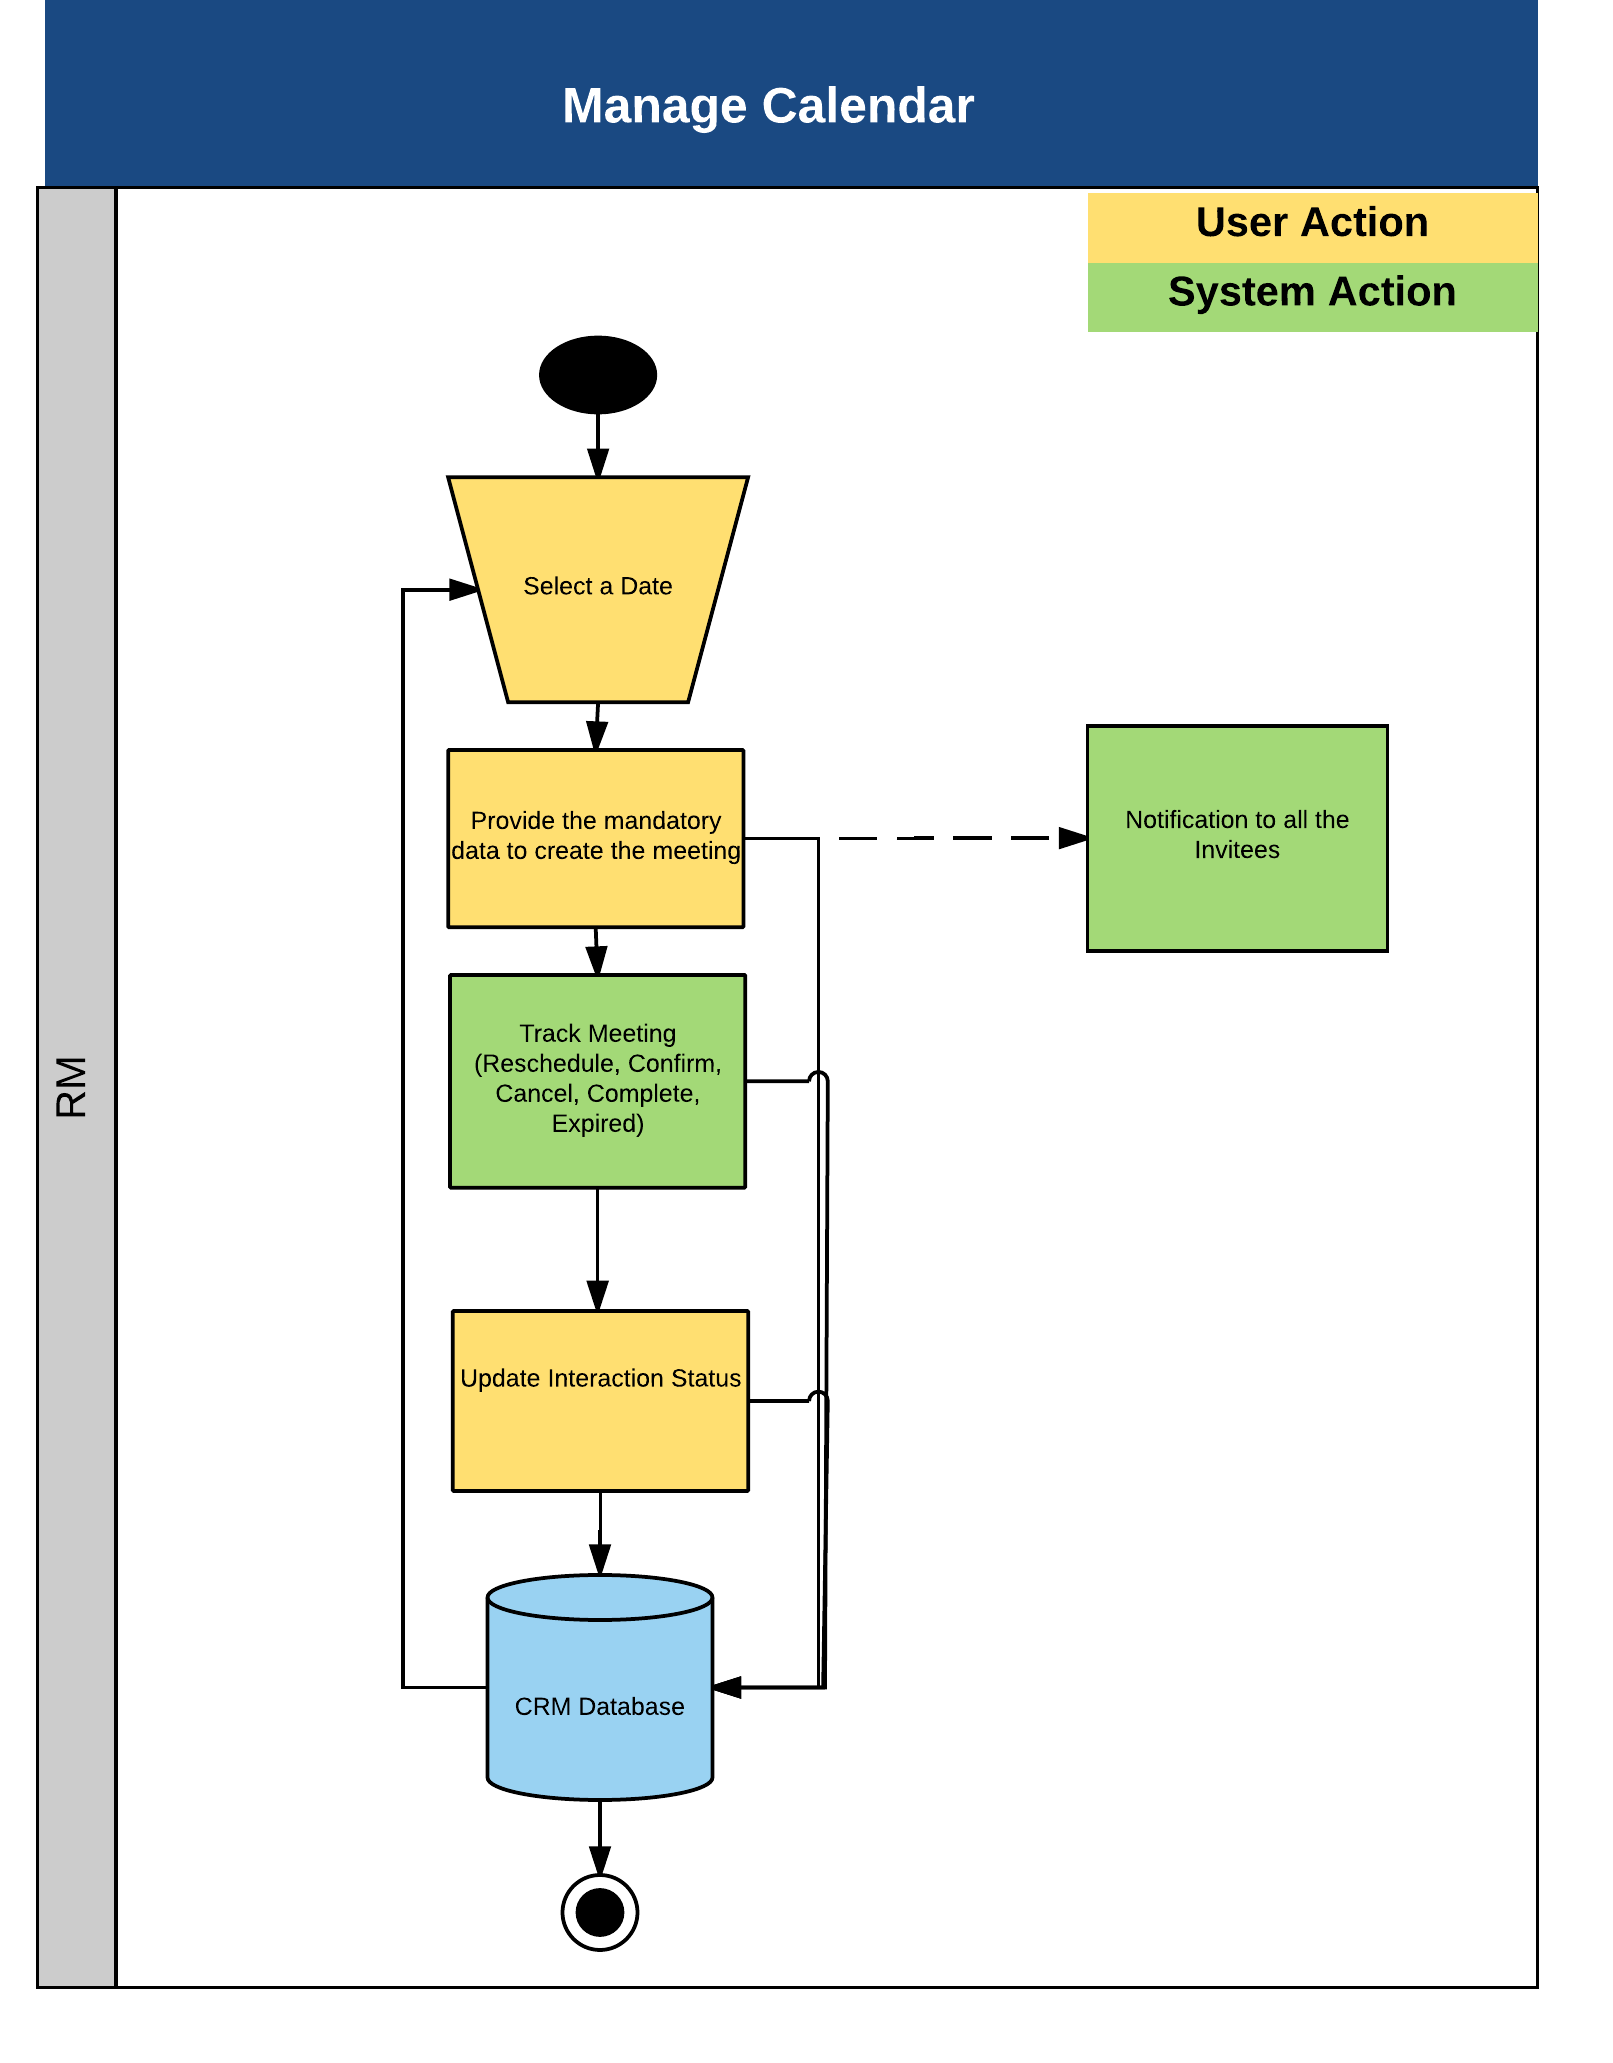 Manage Calendar
User Action
System Action
RM
Select a Date
Provide the mandatory
data to create the meeting
Notification to all the
Invitees
Track Meeting
(Reschedule, Confirm,
Cancel, Complete,
Expired)
Update Interaction Status
CRM Database